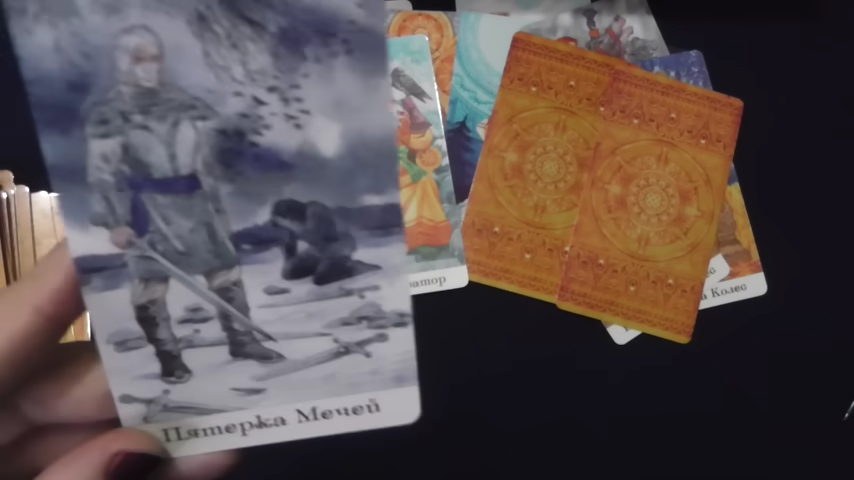 Пятерка Мечей
атор
а Колес